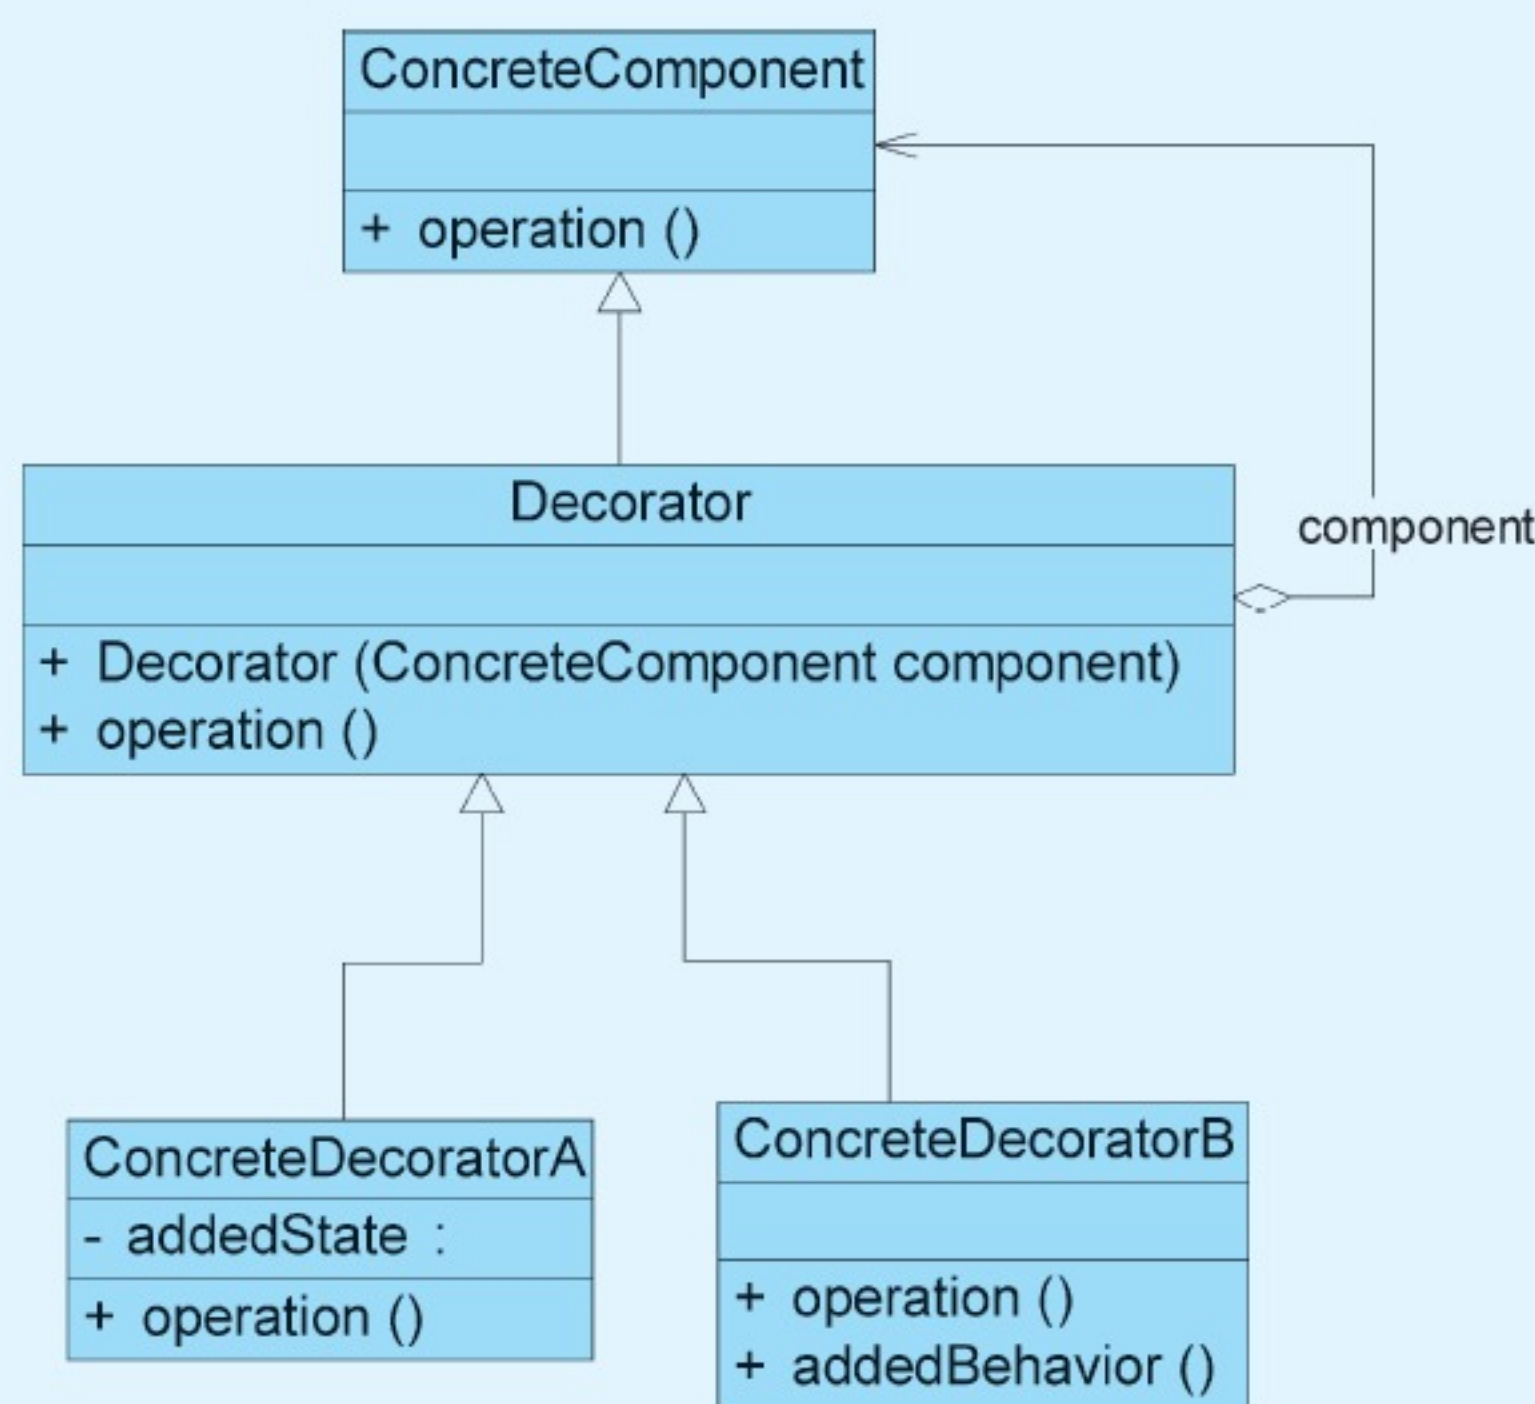 ConcreteComponent
+ operation ()
Decorator
component
+ Decorator (ConcreteComponent component)
+ operation ()
ConcreteDecoratorA
- addedState :
+ operation ()
ConcreteDecoratorB
+ operation ()
+ addedBehavior ()